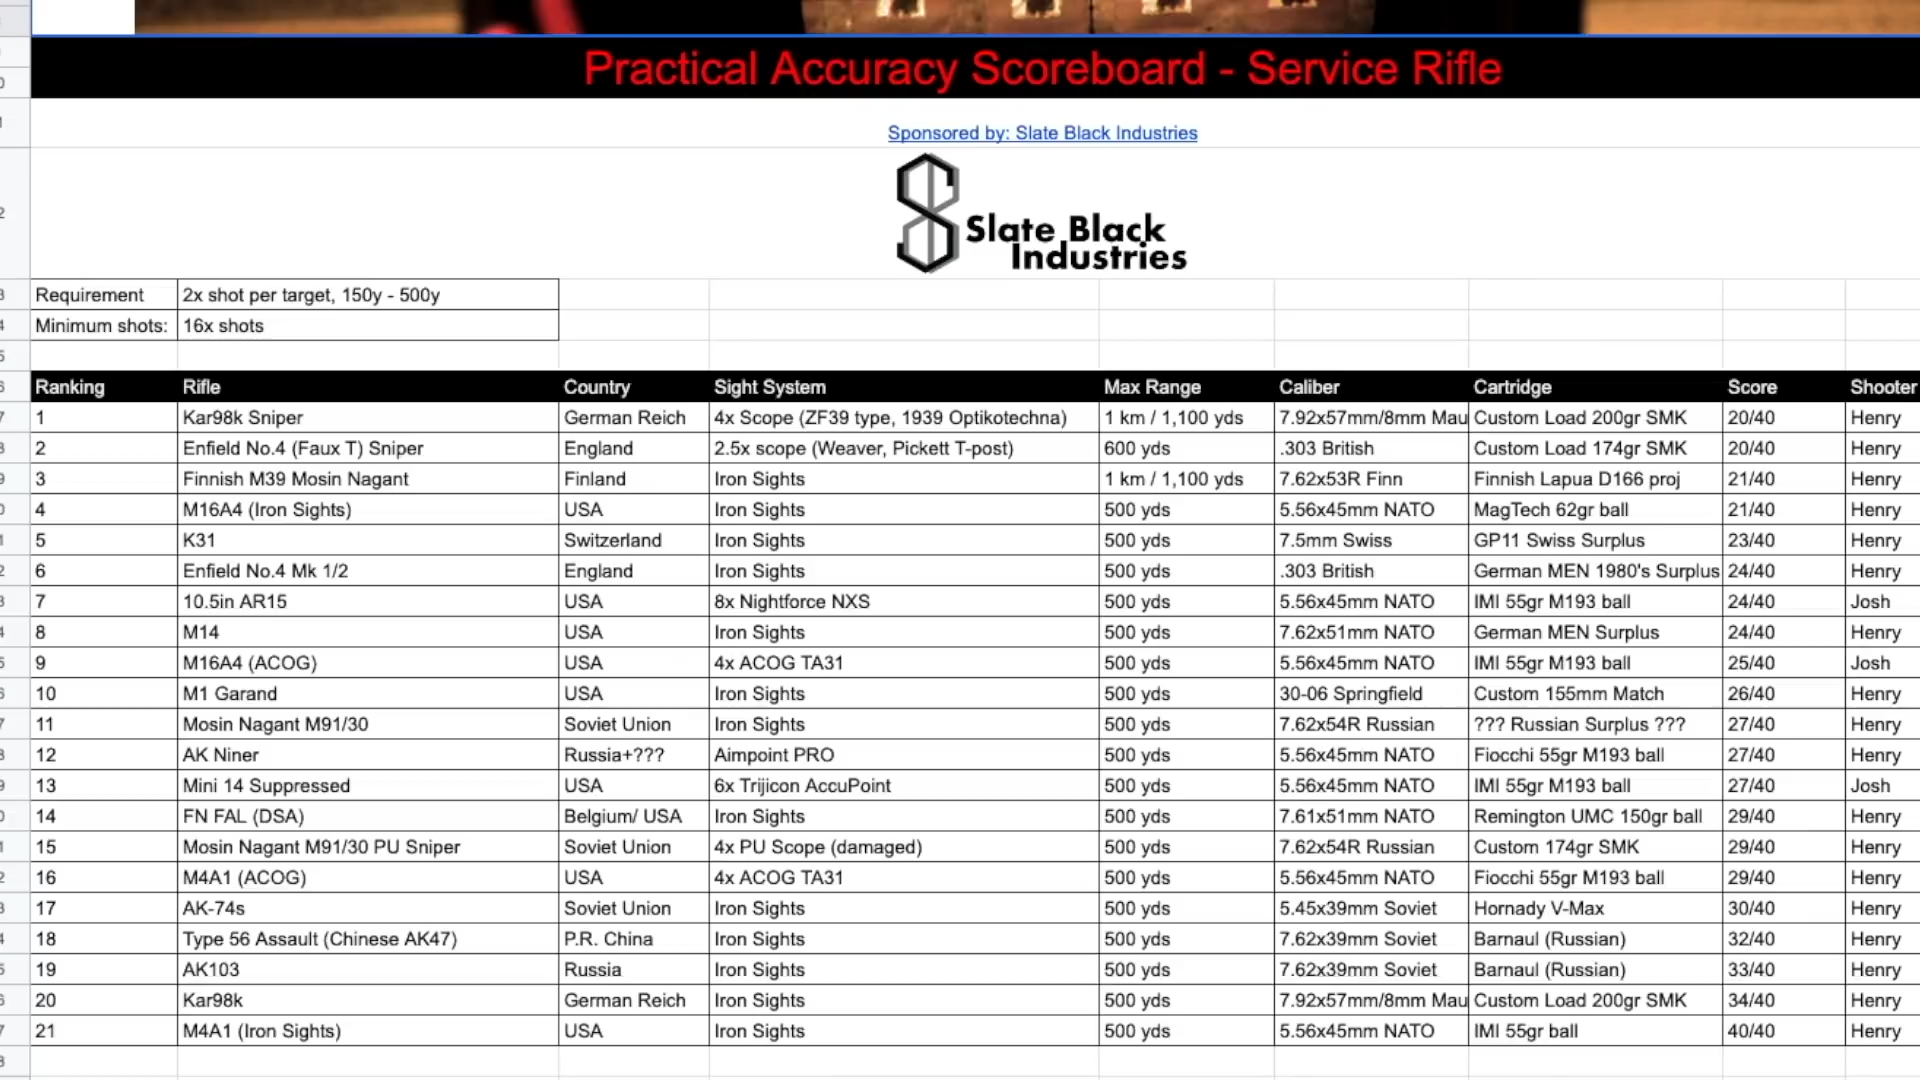 Practical Accuracy Scoreboard - Service Rifle
Sponsored by: Slate Black Industries
Slate Black
Industries
Requirement 2x shot per target, 150y - 500y
Minimum shots: 16x shots
Ranking Rifle Country Sight System Max Range Caliber Cartridge Score Shooter
1 Kar98k Sniper German Reich 4x Scope (ZF39 type, 1939 Optikotechna) 1 km / 1,100 yds 7.92x57mm/8mm Mau Custom Load 200gr SMK 20/40 Henry
2 Enfield No.4 (Faux T) Sniper England 2.5x scope (Weaver, Pickett T-post) 600 yds .303 British Custom Load 174gr SMK 20/40 Henry
3 Finnish M39 Mosin Nagant Finland Iron Sights 1 km / 1,100 yds 7.62x53R Finn Finnish Lapua D166 proj 21/40 Henry
4 M16A4 (Iron Sights) USA Iron Sights 500 yds 5.56x45mm NATO MagTech 62gr ball 21/40 Henry
5 K31 Switzerland Iron Sights 500 yds 7.5mm Swiss GP11 Swiss Surplus 23/40 Henry
6 Enfield No.4 Mk 1/2 England Iron Sights 500 yds .303 British German MEN 1980's Surplus 24/40 Henry
7 10.5in AR15 USA 8x Nightforce NXS 500 yds 5.56x45mm NATO IMI 55gr M193 ball 24/40 Josh
8 M14 USA Iron Sights 500 yds 7.62x51mm NATO German MEN Surplus 24/40 Henry
9 M16A4 (ACOG) USA 4x ACOG TA31 500 yds 5.56x45mm NATO IMI 55gr M193 ball 25/40 Josh
10 M1 Garand USA Iron Sights 500 yds 30-06 Springfield Custom 155mm Match 26/40 Henry
11 Mosin Nagant M91/30 Soviet Union Iron Sights 500 yds 7.62x54R Russian ??? Russian Surplus ??? 27/40 Henry
12 AK Niner Russia+??? Aimpoint PRO 500 yds 5.56x45mm NATO Fiocchi 55gr M193 ball 27/40 Henry
13 Mini 14 Suppressed USA 6x Trijicon AccuPoint 500 yds 5.56x45mm NATO IMI 55gr M193 ball 27/40 Josh
14 FN FAL (DSA) Belgium/ USA Iron Sights 500 yds 7.61x51mm NATO Remington UMC 150gr ball 29/40 Henry
15 Mosin Nagant M91/30 PU Sniper Soviet Union 4x PU Scope (damaged) 500 yds 7.62x54R Russian Custom 174gr SMK 29/40 Henry
16 M4A1 (ACOG) USA 4x ACOG TA31 500 yds 5.56x45mm NATO Fiocchi 55gr M193 ball 29/40 Henry
17 AK-74s Soviet Union Iron Sights 500 yds 5.45x39mm Soviet Hornady V-Max 30/40 Henry
18 Type 56 Assault (Chinese AK47) P.R. China Iron Sights 500 yds 7.62x39mm Soviet Barnaul (Russian) 32/40 Henry
19 AK103 Russia Iron Sights 500 yds 7.62x39mm Soviet Barnaul (Russian) 33/40 Henry
20 Kar98k German Reich Iron Sights 500 yds 7.92x57mm/8mm Mau Custom Load 200gr SMK 34/40 Henry
21 M4A1 (Iron Sights) USA Iron Sights 500 yds 5.56x45mm NATO IMI 55gr ball 40/40 Henry